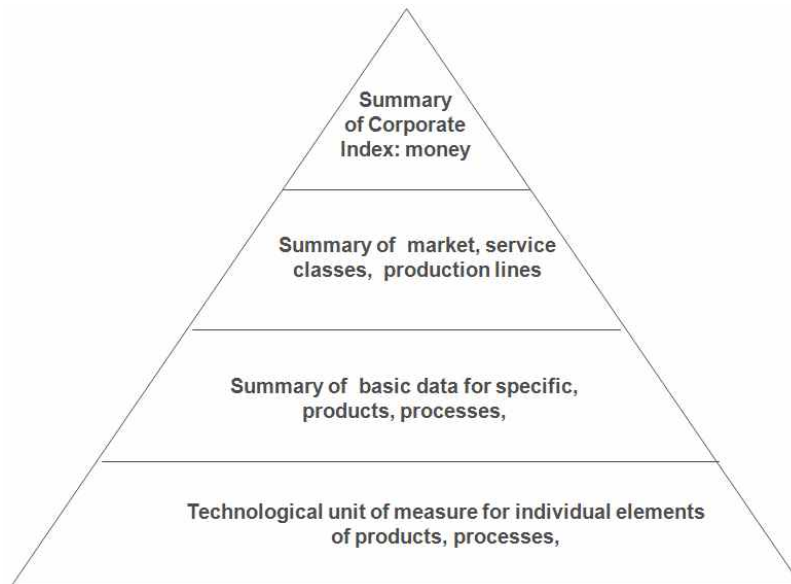 Summary
of Corporate
Index: money
Summary of market, service
classes, production lines
Summary of basic data for specific,
products, processes,
Technological unit of measure for individual elements
of products, processes,